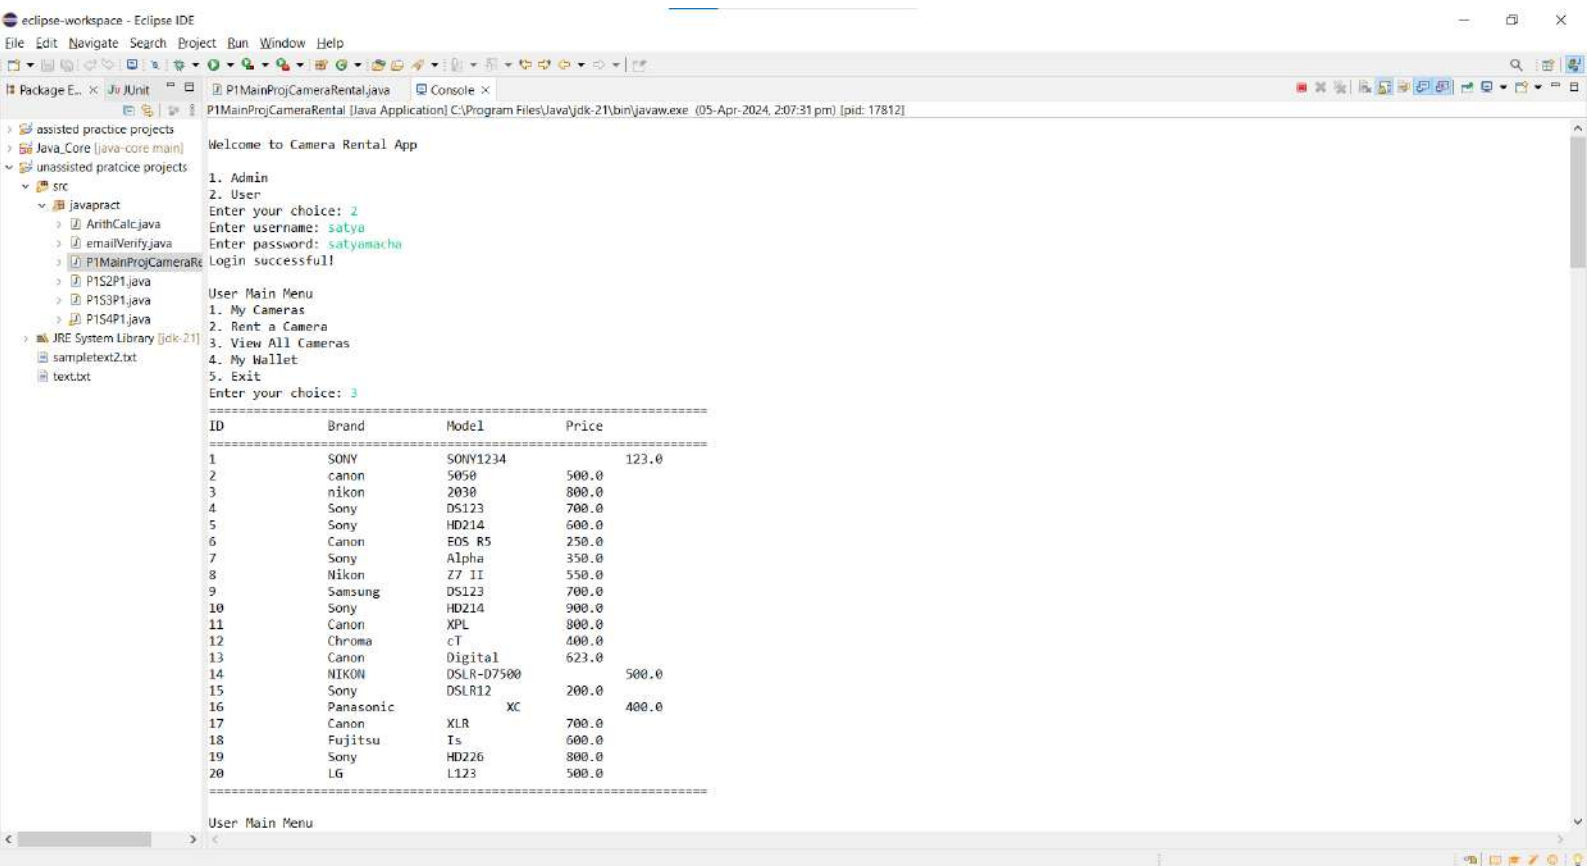 eclipse-workspace - Eclipse IDE
File Edit Navigate Search Project Run Window Help
Package E... JUnit P1MainProjCameraRental.java Console
P1MainProjCameraRental [Java Application] C:\Program Files\Java\jdk-21\bin\javaw.exe (05-Apr-2024, 2:07:31 pm) [pid: 17812]
assisted practice projects
Java_Core [java-core main]
unassisted pratcice projects
src
javapract
ArithCalc.java
emailVerify.java
P1MainProjCameraRe
P1S2P1.java
P1S3P1.java
P1S4P1.java
JRE System Library [jdk-21]
sampletext2.txt
text.txt
Welcome to Camera Rental App
1. Admin
2. User
Enter your choice: 2
Enter username: satya
Enter password: satyamacha
Login successful!
User Main Menu
1. My Cameras
2. Rent a Camera
3. View All Cameras
4. My Wallet
5. Exit
Enter your choice: 3
======================================================================
ID Brand Model Price
======================================================================
1 SONY SONY1234 123.0
2 canon 5050 500.0
3 nikon 2030 800.0
4 Sony DS123 700.0
5 Sony HD214 600.0
6 Canon EOS R5 250.0
7 Sony Alpha 350.0
8 Nikon Z7 II 550.0
9 Samsung DS123 700.0
10 Sony HD214 900.0
11 Canon XPL 800.0
12 Chroma cT 400.0
13 Canon Digital 623.0
14 NIKON DSLR-D7500 500.0
15 Sony DSLR12 200.0
16 Panasonic XC 400.0
17 Canon XLR 700.0
18 Fujitsu Is 600.0
19 Sony HD226 800.0
20 LG L123 500.0
======================================================================
User Main Menu